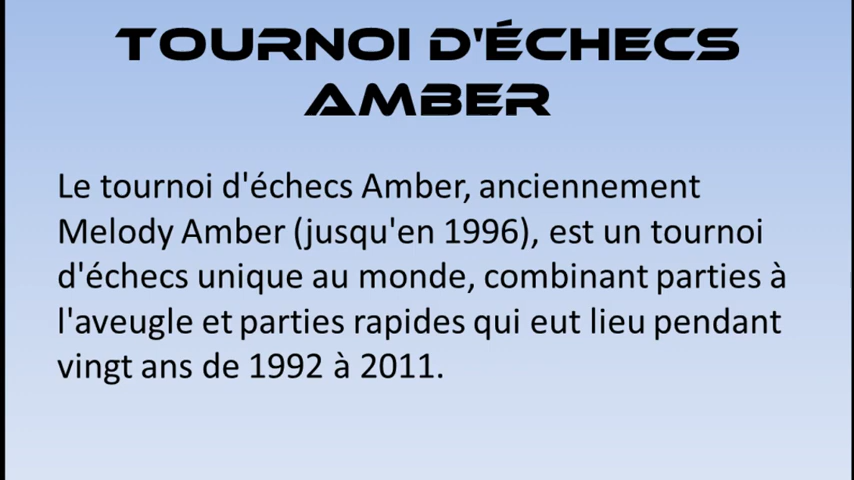 TOURNOI D'ÉCHECS
AMBER
Le tournoi d'échecs Amber, anciennement
Melody Amber (jusqu'en 1996), est un tournoi
d'échecs unique au monde, combinant parties à
l'aveugle et parties rapides qui eut lieu pendant
vingt ans de 1992 à 2011.